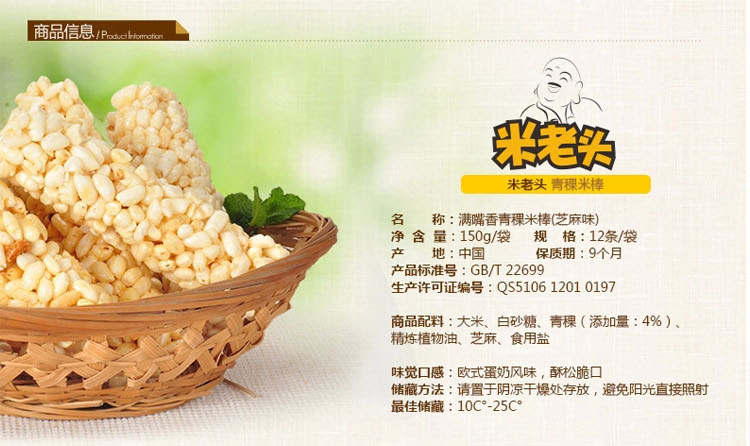 商品信息 / Product Information
米老头
米老头 青稞米棒
名 称：满嘴香青稞米棒(芝麻味)
净 含 量：150g/袋 规 格：12条/袋
产 地：中国 保质期：9个月
产品标准号：GB/T 22699
生产许可证编号：QS5106 1201 0197
商品配料：大米、白砂糖、青稞（添加量：4%）、
精炼植物油、芝麻、食用盐
味觉口感：欧式蛋奶风味，酥松脆口
储藏方法：请置于阴凉干燥处存放，避免阳光直接照射
最佳储藏：10C°-25C°